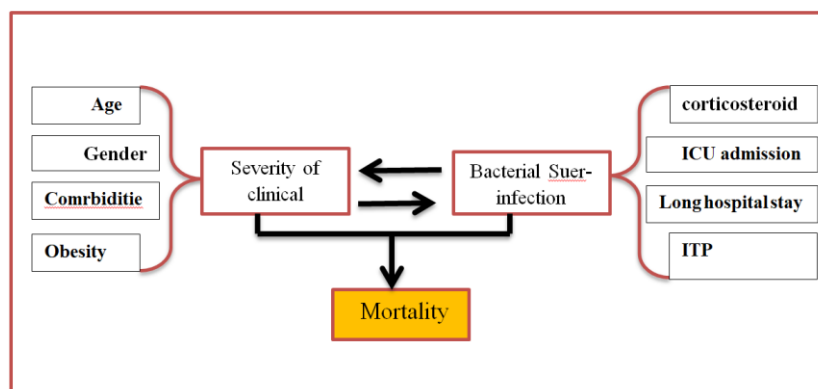 Age
Gender
Comrbiditie
Obesity
Severity of
clinical
Bacterial Suer-
infection
corticosteroid
ICU admission
Long hospital stay
ITP
Mortality